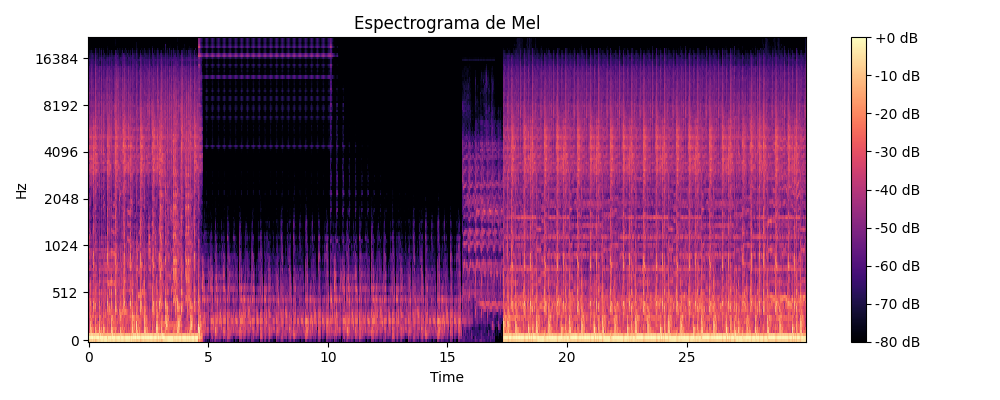 Espectrograma de Mel
Hz
16384
8192
4096
2048
1024
512
0
0 5 10 15 20 25
Time
+0 dB
-10 dB
-20 dB
-30 dB
-40 dB
-50 dB
-60 dB
-70 dB
-80 dB